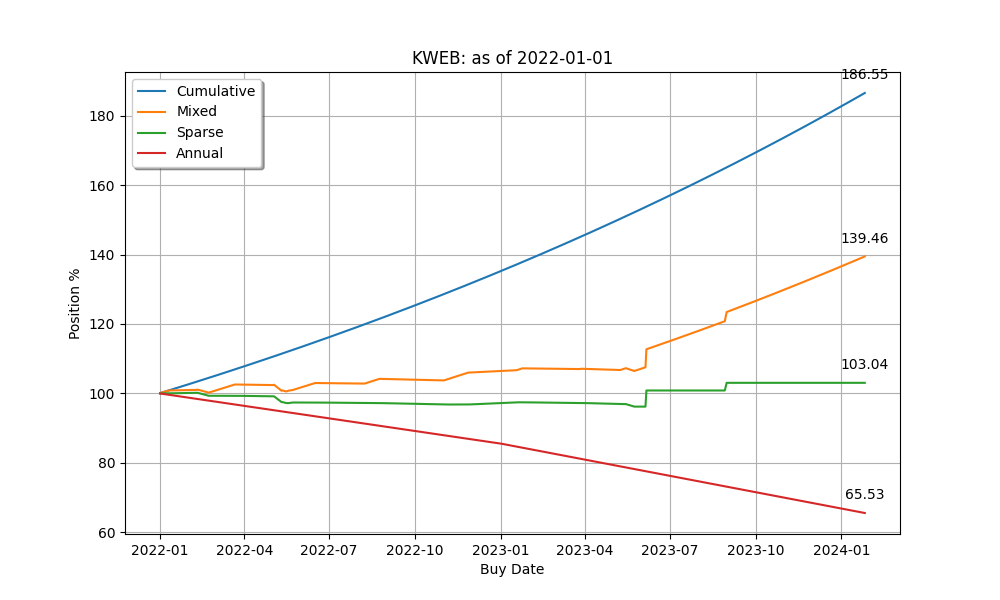 KWEB: as of 2022-01-01
186.55
Cumulative
Mixed
Sparse
Annual
180
160
139.46
140
Position %
120
103.04
100
80
65.53
60
2022-01 2022-04 2022-07 2022-10 2023-01 2023-04 2023-07 2023-10 2024-01
Buy Date